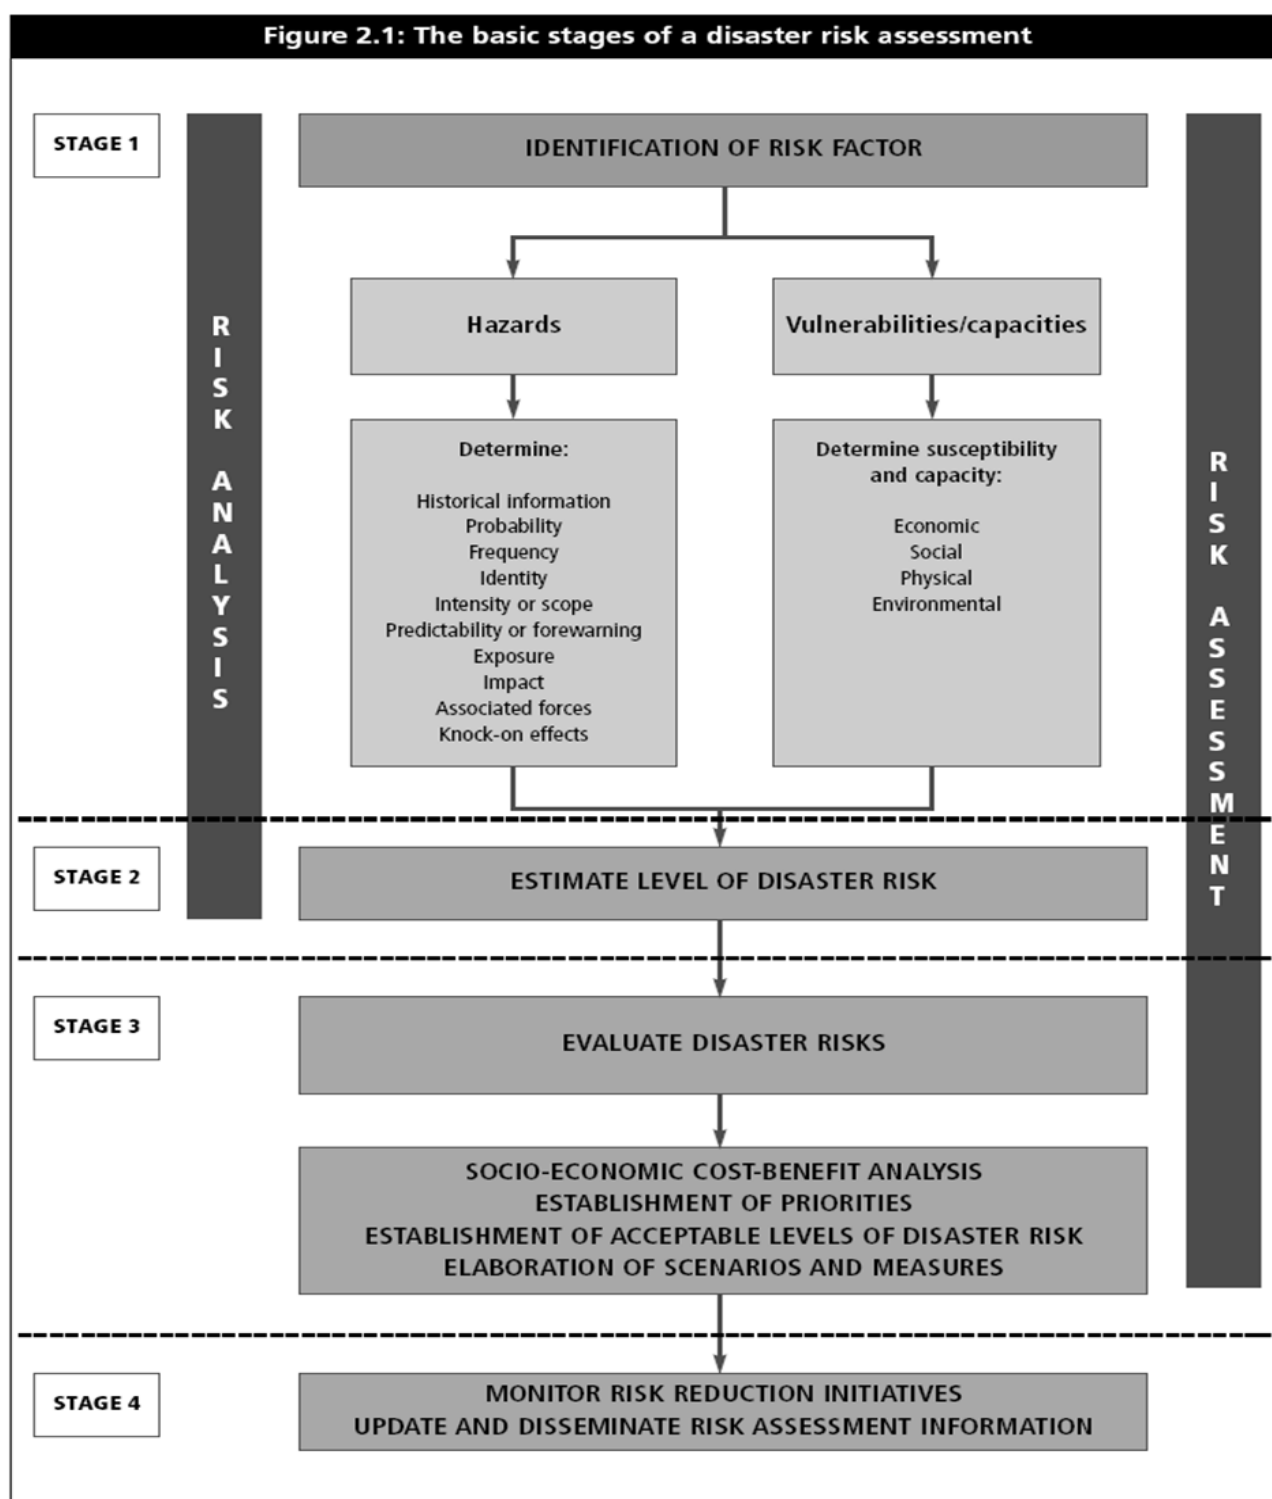 Figure 2.1: The basic stages of a disaster risk assessment
STAGE 1
RISK ANALYSIS
IDENTIFICATION OF RISK FACTOR
RISK ASSESSMENT
Hazards
Vulnerabilities/capacities
Determine:
Historical information
Probability
Frequency
Identity
Intensity or scope
Predictability or forewarning
Exposure
Impact
Associated forces
Knock-on effects
Determine susceptibility
and capacity:
Economic
Social
Physical
Environmental
STAGE 2
ESTIMATE LEVEL OF DISASTER RISK
STAGE 3
EVALUATE DISASTER RISKS
SOCIO-ECONOMIC COST-BENEFIT ANALYSIS
ESTABLISHMENT OF PRIORITIES
ESTABLISHMENT OF ACCEPTABLE LEVELS OF DISASTER RISK
ELABORATION OF SCENARIOS AND MEASURES
STAGE 4
MONITOR RISK REDUCTION INITIATIVES
UPDATE AND DISSEMINATE RISK ASSESSMENT INFORMATION